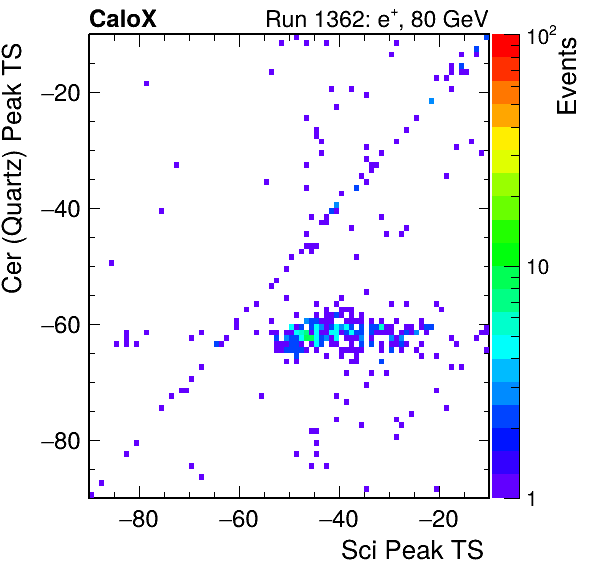 CaloX Run 1362: e+, 80 GeV
Cer (Quartz) Peak TS
−20
−40
−60
−80
−80 −60 −40 −20
Sci Peak TS
Events
10²
10
1